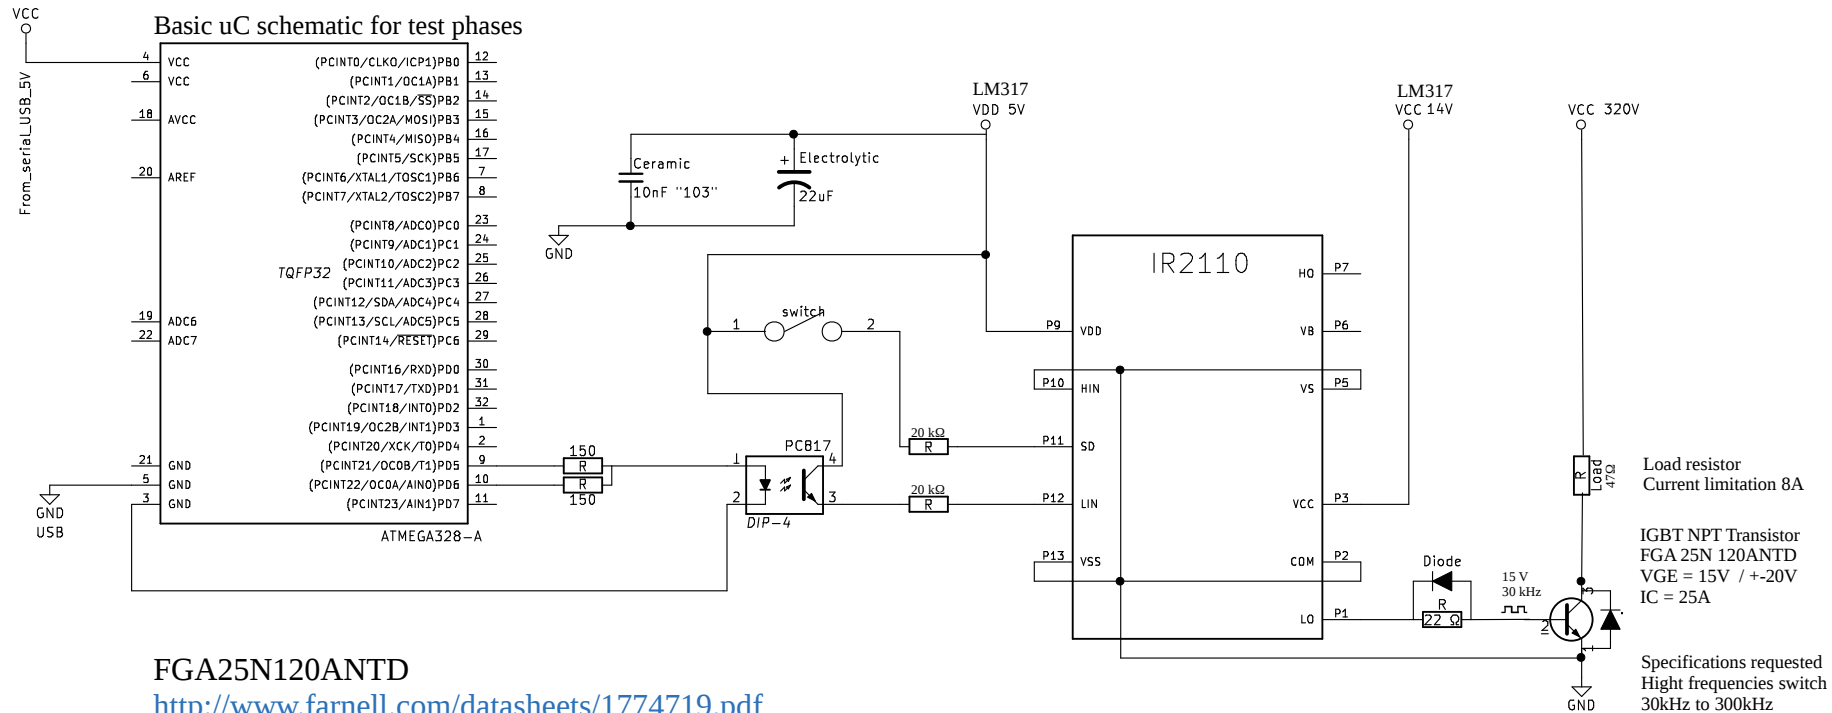 VCC
Basic uC schematic for test phases
From_serial_USB_5V
4 VCC
6 VCC
18 AVCC
20 AREF
19 ADC6
22 ADC7
21 GND
5 GND
3 GND
GND
USB
(PCINT0/CLKO/ICP1)PB0 12
(PCINT1/OC1A)PB1 13
(PCINT2/OC1B/SS)PB2 14
(PCINT3/OC2A/MOSI)PB3 15
(PCINT4/MISO)PB4 16
(PCINT5/SCK)PB5 17
(PCINT6/XTAL1/TOSC1)PB6 7
(PCINT7/XTAL2/TOSC2)PB7 8
(PCINT8/ADC0)PC0 23
(PCINT9/ADC1)PC1 24
TQFP32
(PCINT10/ADC2)PC2 25
(PCINT11/ADC3)PC3 26
(PCINT12/SDA/ADC4)PC4 27
(PCINT13/SCL/ADC5)PC5 28
(PCINT14/RESET)PC6 29
(PCINT16/RXD)PD0 30
(PCINT17/TXD)PD1 31
(PCINT18/INT0)PD2 32
(PCINT19/OC2B/INT1)PD3 1
(PCINT20/XCK/T0)PD4 2
(PCINT21/OC0B/T1)PD5 9
(PCINT22/OC0A/AIN0)PD6 10
(PCINT23/AIN1)PD7 11
ATMEGA328-A
150
R
R
150
Ceramic
10nF "103"
+ Electrolytic
22uF
GND
LM317
VDD 5V
switch
1 2
PC817
1 4
2 3
DIP-4
20 kΩ
R
20 kΩ
R
IR2110
P9 VDD
P10 HIN
P11 SD
P12 LIN
P13 VSS
HO P7
VB P6
VS P5
VCC P3
COM P2
LO P1
LM317
VCC 14V
VCC 320V
R
Load
47Ω
Load resistor
Current limitation 8A
IGBT NPT Transistor
FGA 25N 120ANTD
VGE = 15V / +-20V
IC = 25A
Diode
R
22 Ω
15 V
30 kHz
3
2
1
GND
Specifications requested
Hight frequencies switch
30kHz to 300kHz
FGA25N120ANTD
http://www.farnell.com/datasheets/1774719.pdf